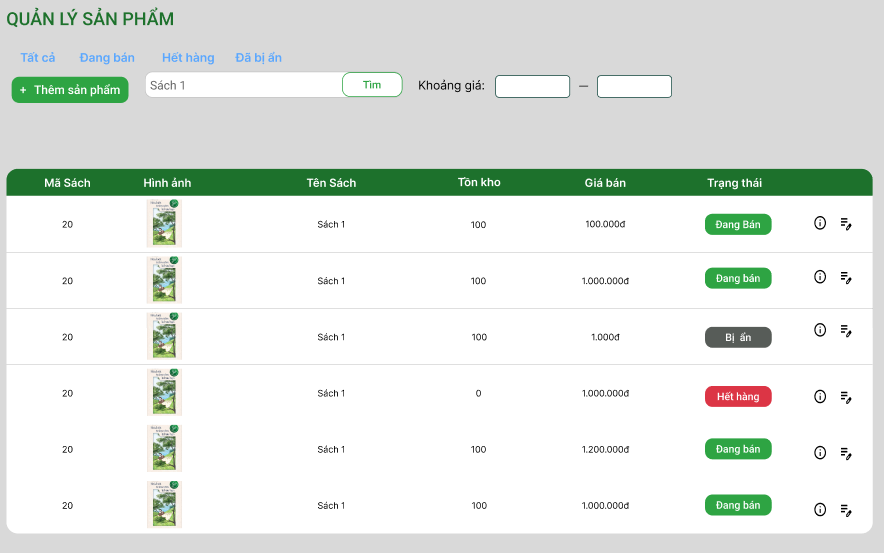 QUẢN LÝ SẢN PHẨM
Tất cả Đang bán Hết hàng Đã bị ẩn
+ Thêm sản phẩm Sách 1 Tìm Khoảng giá: —
Mã Sách Hình ảnh Tên Sách Tồn kho Giá bán Trạng thái
20 Sách 1 100 100.000đ Đang Bán
20 Sách 1 100 1.000.000đ Đang bán
20 Sách 1 100 1.000đ Bị ẩn
20 Sách 1 0 1.000.000đ Hết hàng
20 Sách 1 100 1.200.000đ Đang bán
20 Sách 1 100 1.000.000đ Đang bán